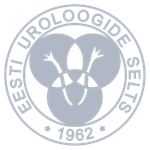 EESTI UROLOOGIDE SELTS
* 1962 *